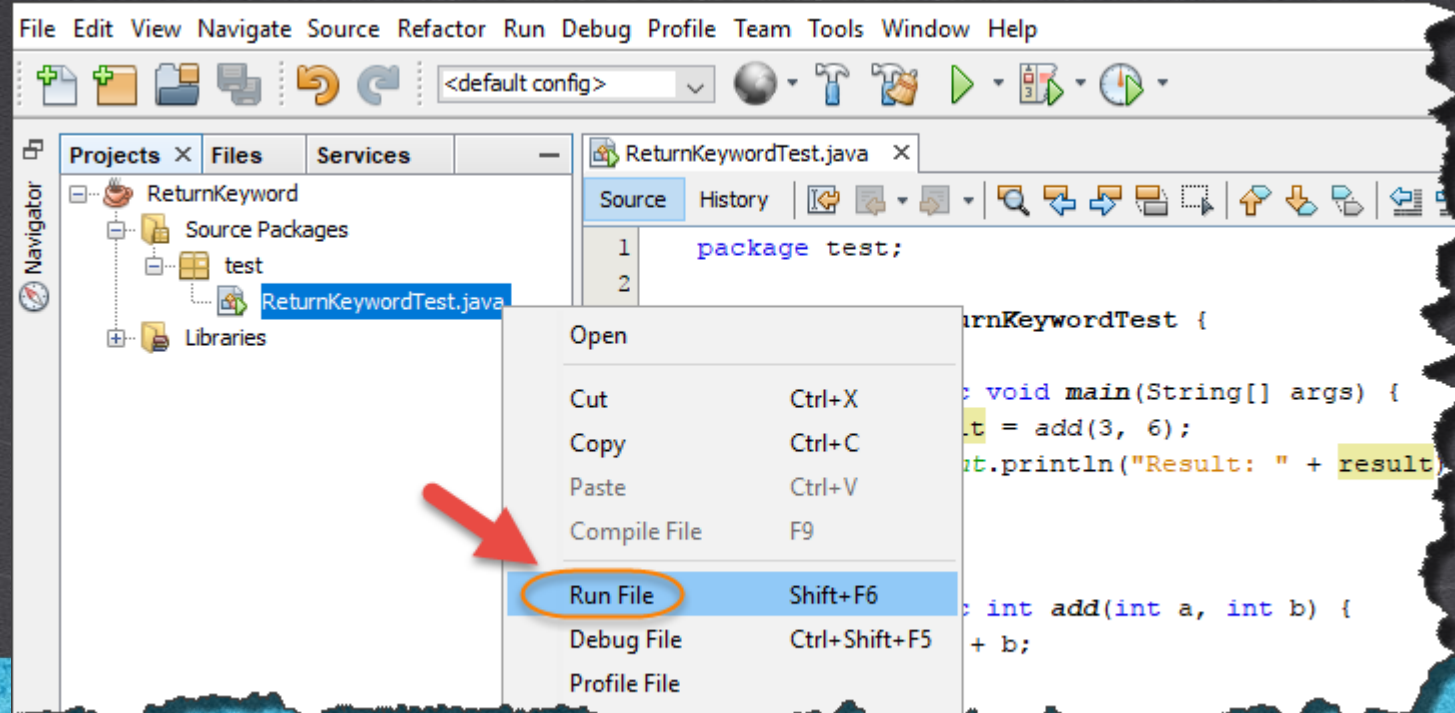 File Edit View Navigate Source Refactor Run Debug Profile Team Tools Window Help
<default config>
Projects Files Services
ReturnKeywordTest.java
Navigator
Source History
ReturnKeyword
Source Packages
test
ReturnKeywordTest.java
Libraries
1 package test;
2
urnKeywordTest {
c void main(String[] args) {
lt = add(3, 6);
ut.println("Result: " + result)
c int add(int a, int b) {
+ b;
Open
Cut Ctrl+X
Copy Ctrl+C
Paste Ctrl+V
Compile File F9
Run File Shift+F6
Debug File Ctrl+Shift+F5
Profile File